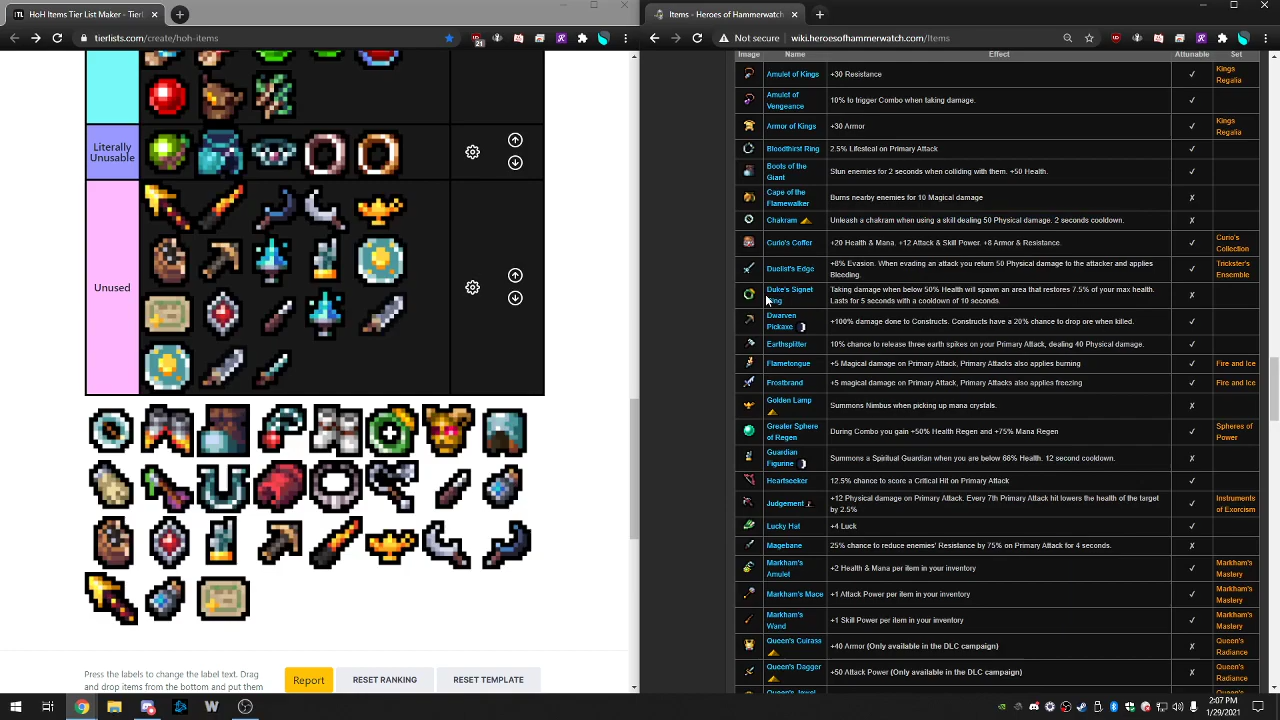 HoH Items Tier List Maker - TierLists
Items - Heroes of Hammerwatch
tierlists.com/create/hoh-items
21
Not secure
wiki.heroesofhammerwatch.com/Items
Literally
Unusable
Unused
Press the labels to change the label text. Drag
and drop items from the bottom and put them
Report
RESET RANKING
RESET TEMPLATE
Image Name Effect Attunable Set
Amulet of Kings +30 Resistance ✓ Kings
Regalia
Amulet of
Vengeance 10% to trigger Combo when taking damage. ✓
Armor of Kings +30 Armor ✓ Kings
Regalia
Bloodthirst Ring 2.5% Lifesteal on Primary Attack ✓
Boots of the
Giant Stun enemies for 2 seconds when colliding with them. +50 Health. ✓
Cape of the
Flamewalker Burns nearby enemies for 10 Magical damage ✗
Chakram Unleash a chakram when using a skill dealing 50 Physical damage. 2 seconds cooldown. ✗
Curio's Coffer +20 Health & Mana. +12 Attack & Skill Power. +8 Armor & Resistance. ✓ Curio's
Collection
Duelist's Edge +8% Evasion. When evading an attack you return 50 Physical damage to the attacker and applies
Bleeding. ✓ Trickster's
Ensemble
Duke's Signet
Ring Taking damage when below 50% Health will spawn an area that restores 7.5% of your max health.
Lasts for 5 seconds with a cooldown of 10 seconds. ✗
Dwarven
Pickaxe +100% damage done to Constructs. Constructs have a 20% chance to drop ore when killed. ✓
Earthsplitter 10% chance to release three earth spikes on your Primary Attack, dealing 40 Physical damage. ✓
Flametongue +5 Magical damage on Primary Attack, Primary Attacks also applies burning ✓ Fire and Ice
Frostbrand +5 magical damage on Primary Attack, Primary Attacks also applies freezing ✓ Fire and Ice
Golden Lamp Summons Nimbus when picking up mana crystals. ✗
Greater Sphere
of Regen During Combo you gain +50% Health Regen and +75% Mana Regen ✓ Spheres of
Power
Guardian
Figurine Summons a Spiritual Guardian when you are below 66% Health. 12 second cooldown. ✗
Heartseeker 12.5% chance to score a Critical Hit on Primary Attack ✓
Judgement +12 Physical damage on Primary Attack. Every 7th Primary Attack hit lowers the health of the target
by 2.5% ✓ Instruments
of Exorcism
Lucky Hat +4 Luck ✓
Magebane 25% chance to reduce enemies' Resistance by 75% on Primary Attack for 4 seconds. ✗
Markham's
Amulet +2 Health & Mana per item in your inventory ✓ Markham's
Mastery
Markham's Mace +1 Attack Power per item in your inventory ✓ Markham's
Mastery
Markham's
Wand +1 Skill Power per item in your inventory ✓ Markham's
Mastery
Queen's Cuirass +40 Armor (Only available in the DLC campaign) ✗ Queen's
Radiance
Queen's Dagger +50 Attack Power (Only available in the DLC campaign) ✗ Queen's
Radiance
2:07 PM
1/29/2021